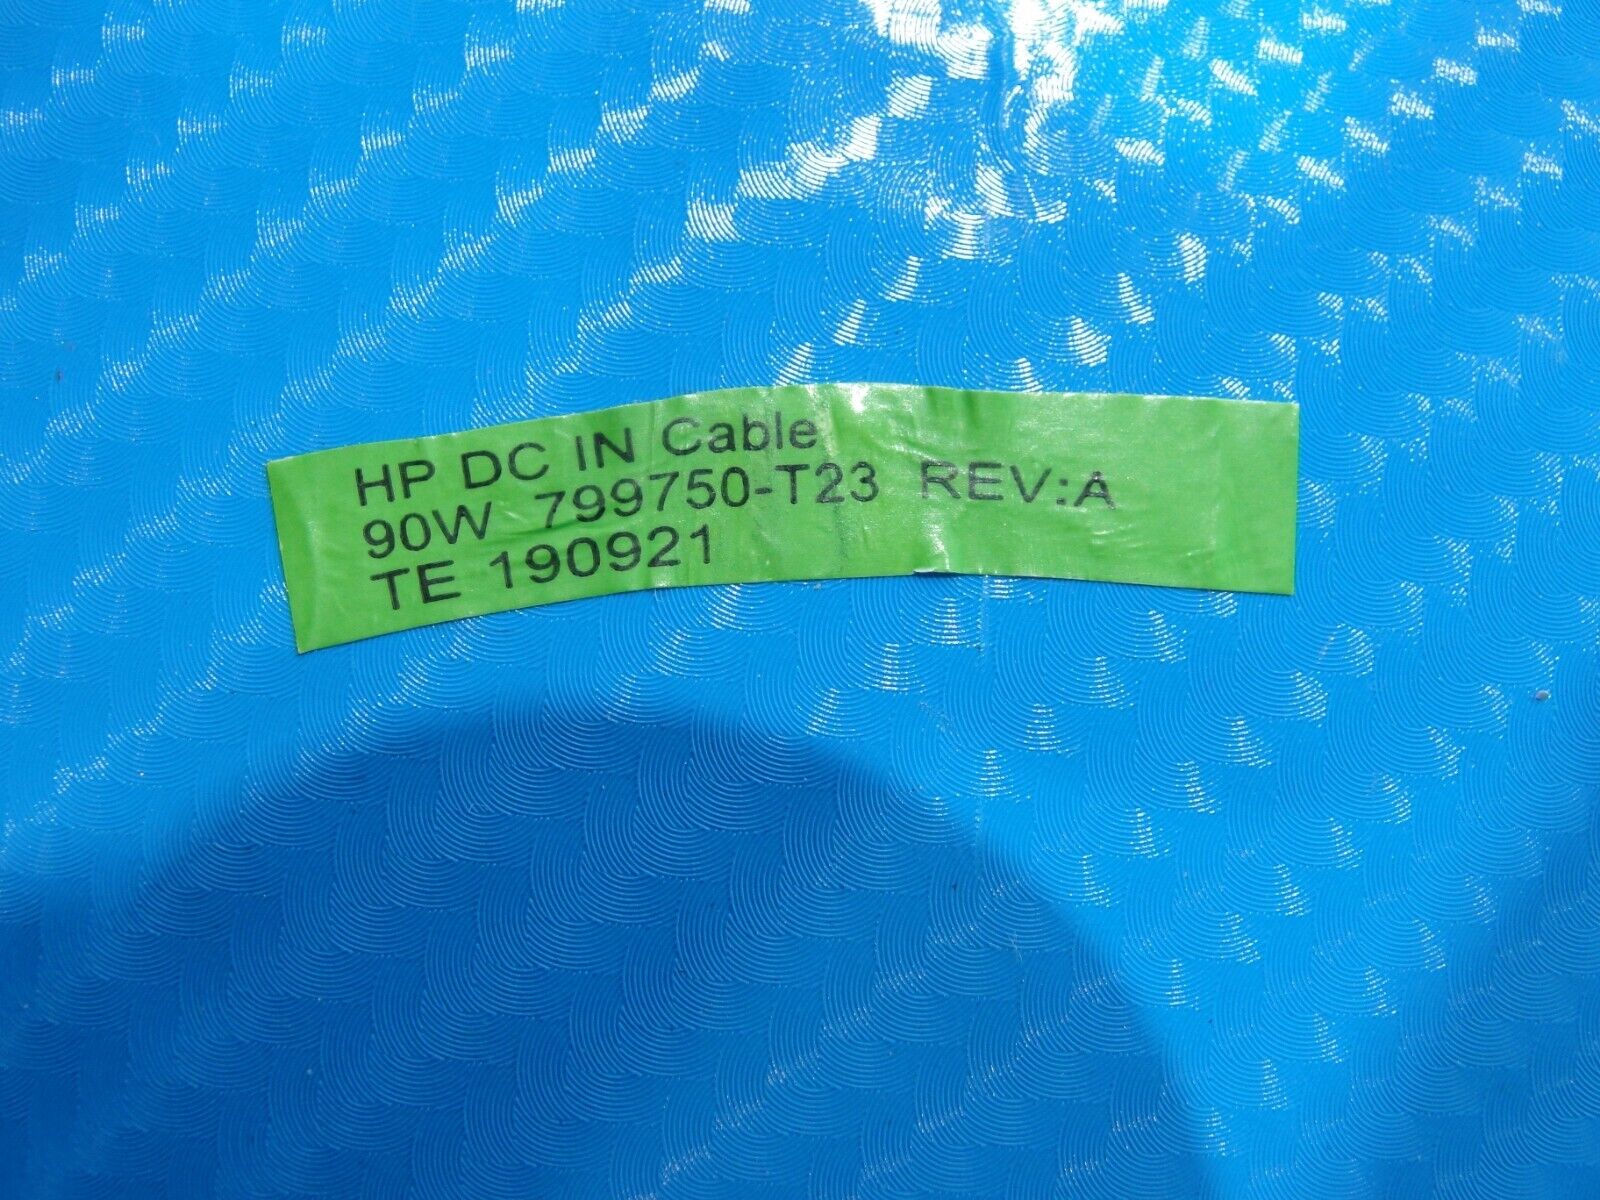 HP DC IN Cable
90W 799750-T23 REV:A
TE 190921